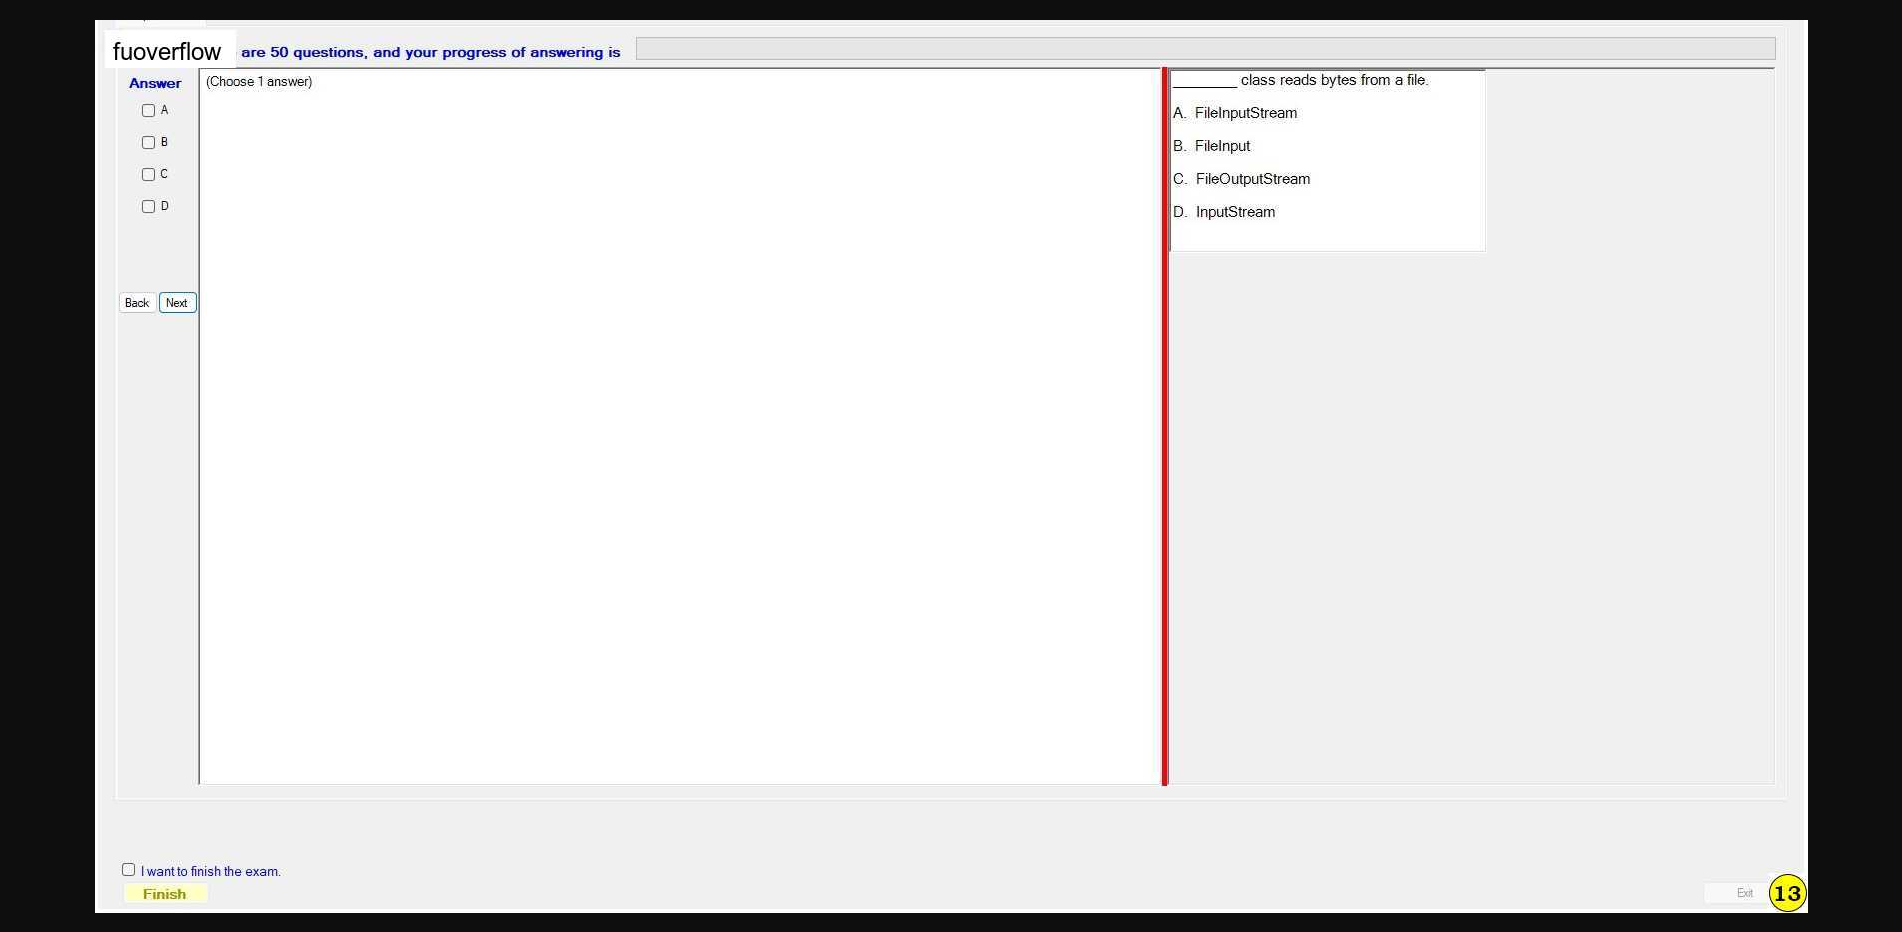 fuoverflow are 50 questions, and your progress of answering is
Answer
(Choose 1 answer)
A
B
C
D
Back Next
________ class reads bytes from a file.
A. FileInputStream
B. FileInput
C. FileOutputStream
D. InputStream
I want to finish the exam.
Finish
Exit 13